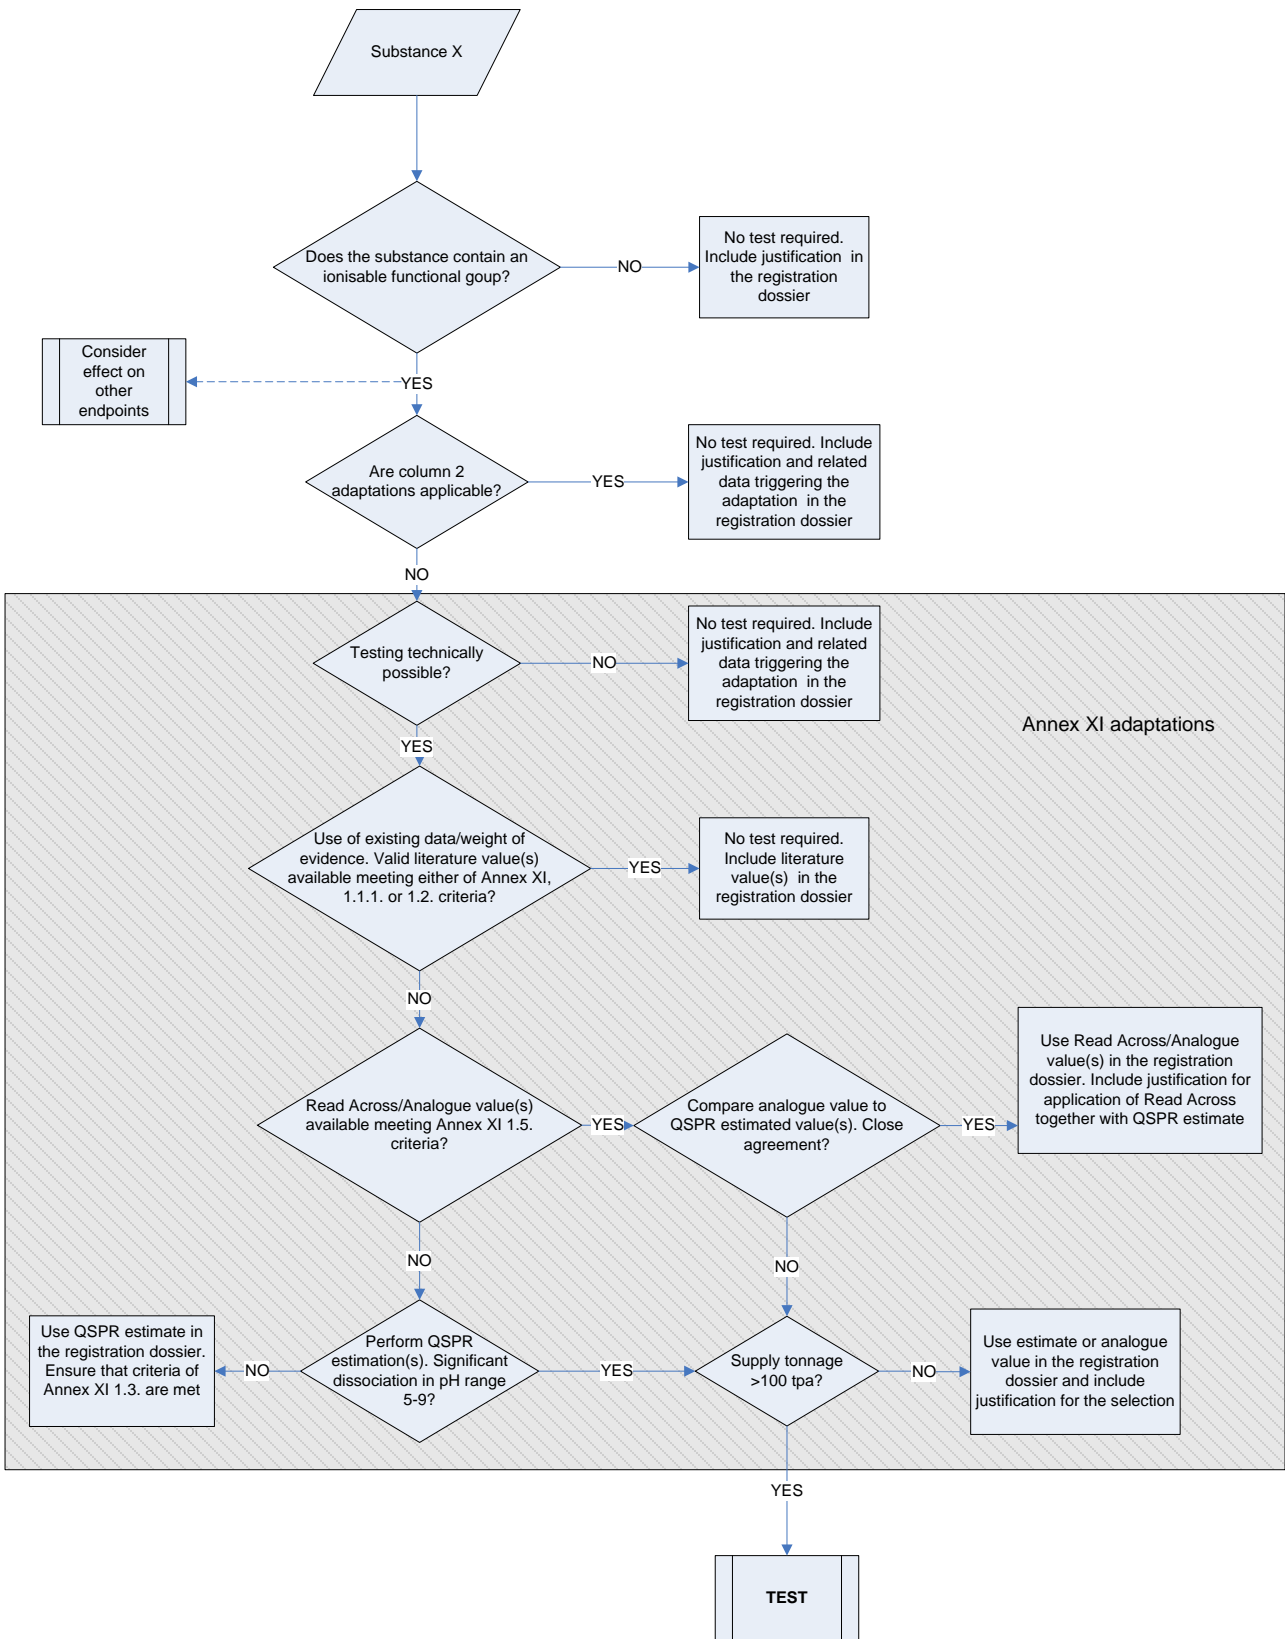 Substance X
Does the substance contain an
ionisable functional goup?
NO
No test required.
Include justification in
the registration
dossier
Consider
effect on
other
endpoints
YES
Are column 2
adaptations applicable?
YES
No test required. Include
justification and related
data triggering the
adaptation in the
registration dossier
NO
Testing technically
possible?
NO
No test required. Include
justification and related
data triggering the
adaptation in the
registration dossier
Annex XI adaptations
YES
Use of existing data/weight of
evidence. Valid literature value(s)
available meeting either of Annex XI,
1.1.1. or 1.2. criteria?
YES
No test required.
Include literature
value(s) in the
registration dossier
NO
Read Across/Analogue value(s)
available meeting Annex XI 1.5.
criteria?
YES
Compare analogue value to
QSPR estimated value(s). Close
agreement?
YES
Use Read Across/Analogue
value(s) in the registration
dossier. Include justification for
application of Read Across
together with QSPR estimate
NO
NO
Use QSPR estimate in
the registration dossier.
Ensure that criteria of
Annex XI 1.3. are met
NO
Perform QSPR
estimation(s). Significant
dissociation in pH range
5-9?
YES
Supply tonnage
>100 tpa?
NO
Use estimate or analogue
value in the registration
dossier and include
justification for the selection
YES
TEST